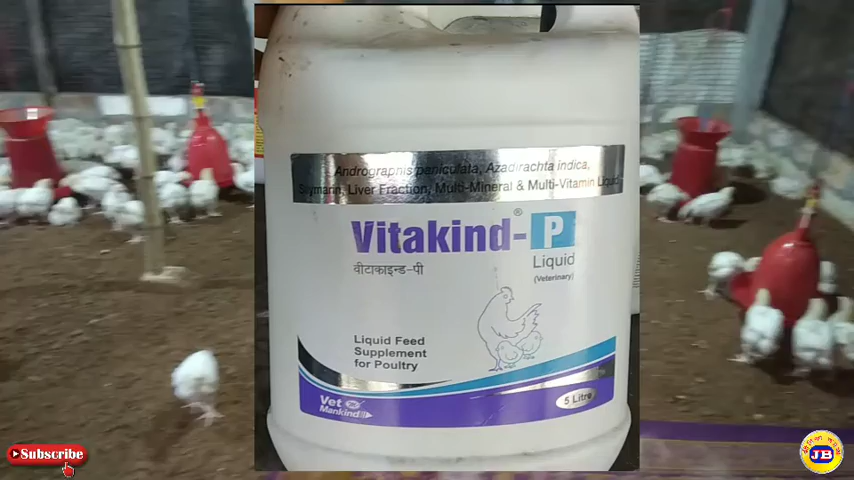 Andrographis paniculata, Azadirachta indica,
Silymarin, Liver Fraction, Multi-Mineral & Multi-Vitamin Liquid
Vitakind-® P
वीटाकाइन्ड-पी
Liquid
(Veterinary)
Liquid Feed
Supplement
for Poultry
Vet
Mankind
5 Litre
Subscribe
JB